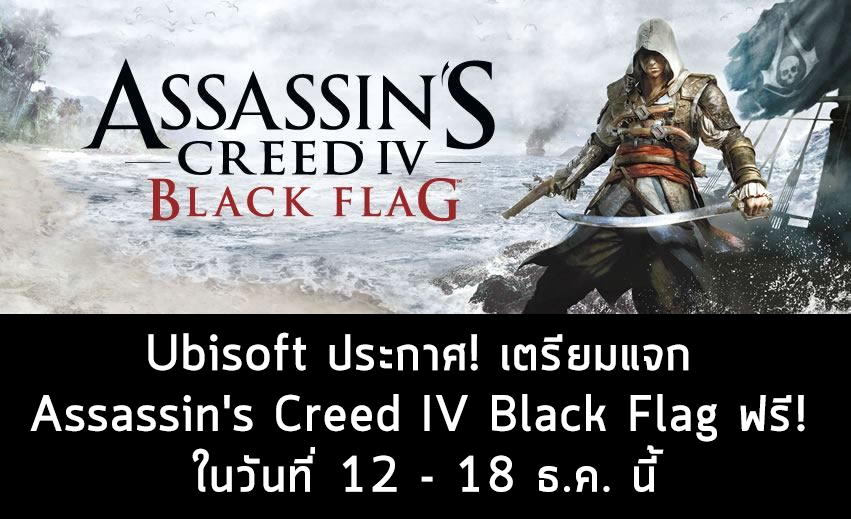 ASSASSIN'S
CREED IV
BLACK FLAG™
Ubisoft ประกาศ! เตรียมแจก
Assassin's Creed IV Black Flag ฟรี!
ในวันที่ 12 - 18 ธ.ค. นี้